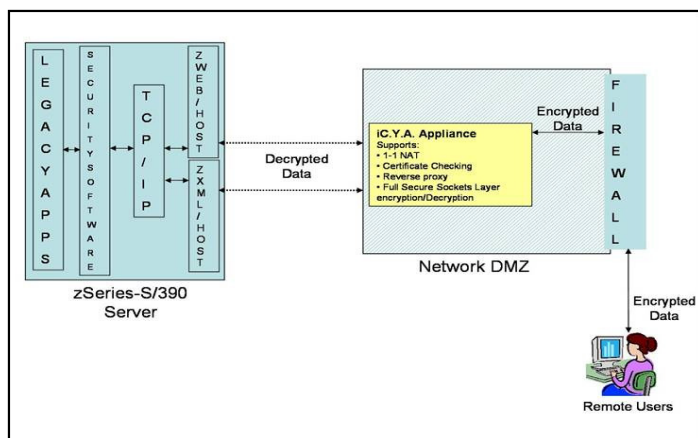 LEGACY APPS
SECURITY SOFTWARE
TCP/IP
ZWEB/HOST
ZXML/HOST
zSeries-S/390
Server
Decrypted
Data
iC.Y.A. Appliance
Supports:
• 1-1 NAT
• Certificate Checking
• Reverse proxy
• Full Secure Sockets Layer
encryption/Decryption
Network DMZ
Encrypted
Data
FIREWALL
Encrypted
Data
Remote Users